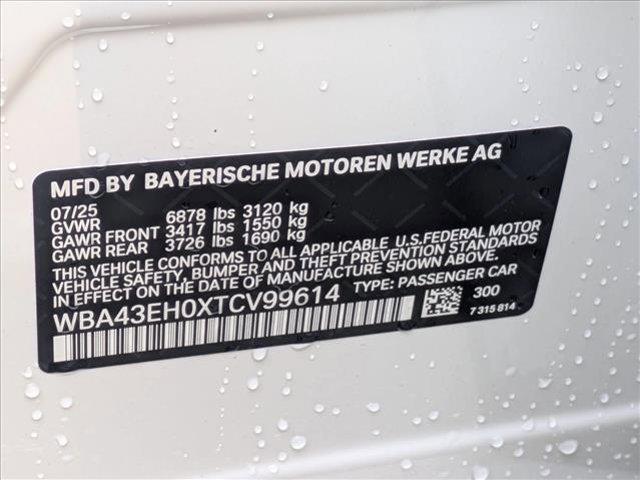 MFD BY BAYERISCHE MOTOREN WERKE AG
07/25
GVWR 6878 lbs 3120 kg
GAWR FRONT 3417 lbs 1550 kg
GAWR REAR 3726 lbs 1690 kg
THIS VEHICLE CONFORMS TO ALL APPLICABLE U.S.FEDERAL MOTOR
VEHICLE SAFETY, BUMPER AND THEFT PREVENTION STANDARDS
IN EFFECT ON THE DATE OF MANUFACTURE SHOWN ABOVE.
WBA43EH0XTCV99614 TYPE: PASSENGER CAR
300
7 315 814